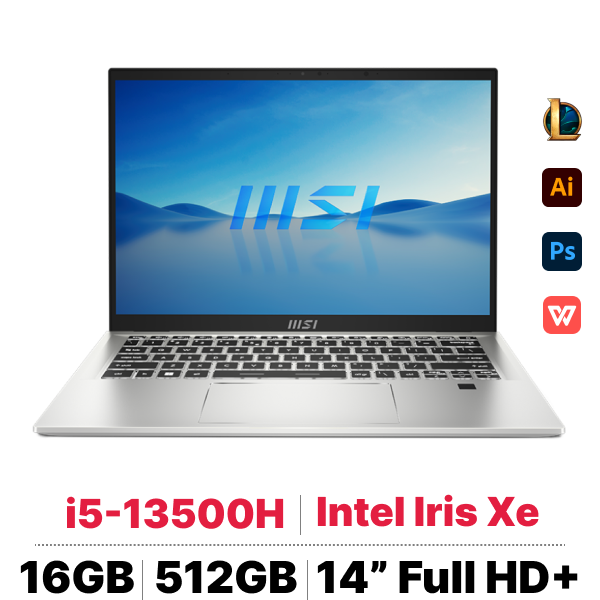 MSI
L
Ai
Ps
W
MSI
i5-13500H Intel Iris Xe
16GB 512GB 14” Full HD+